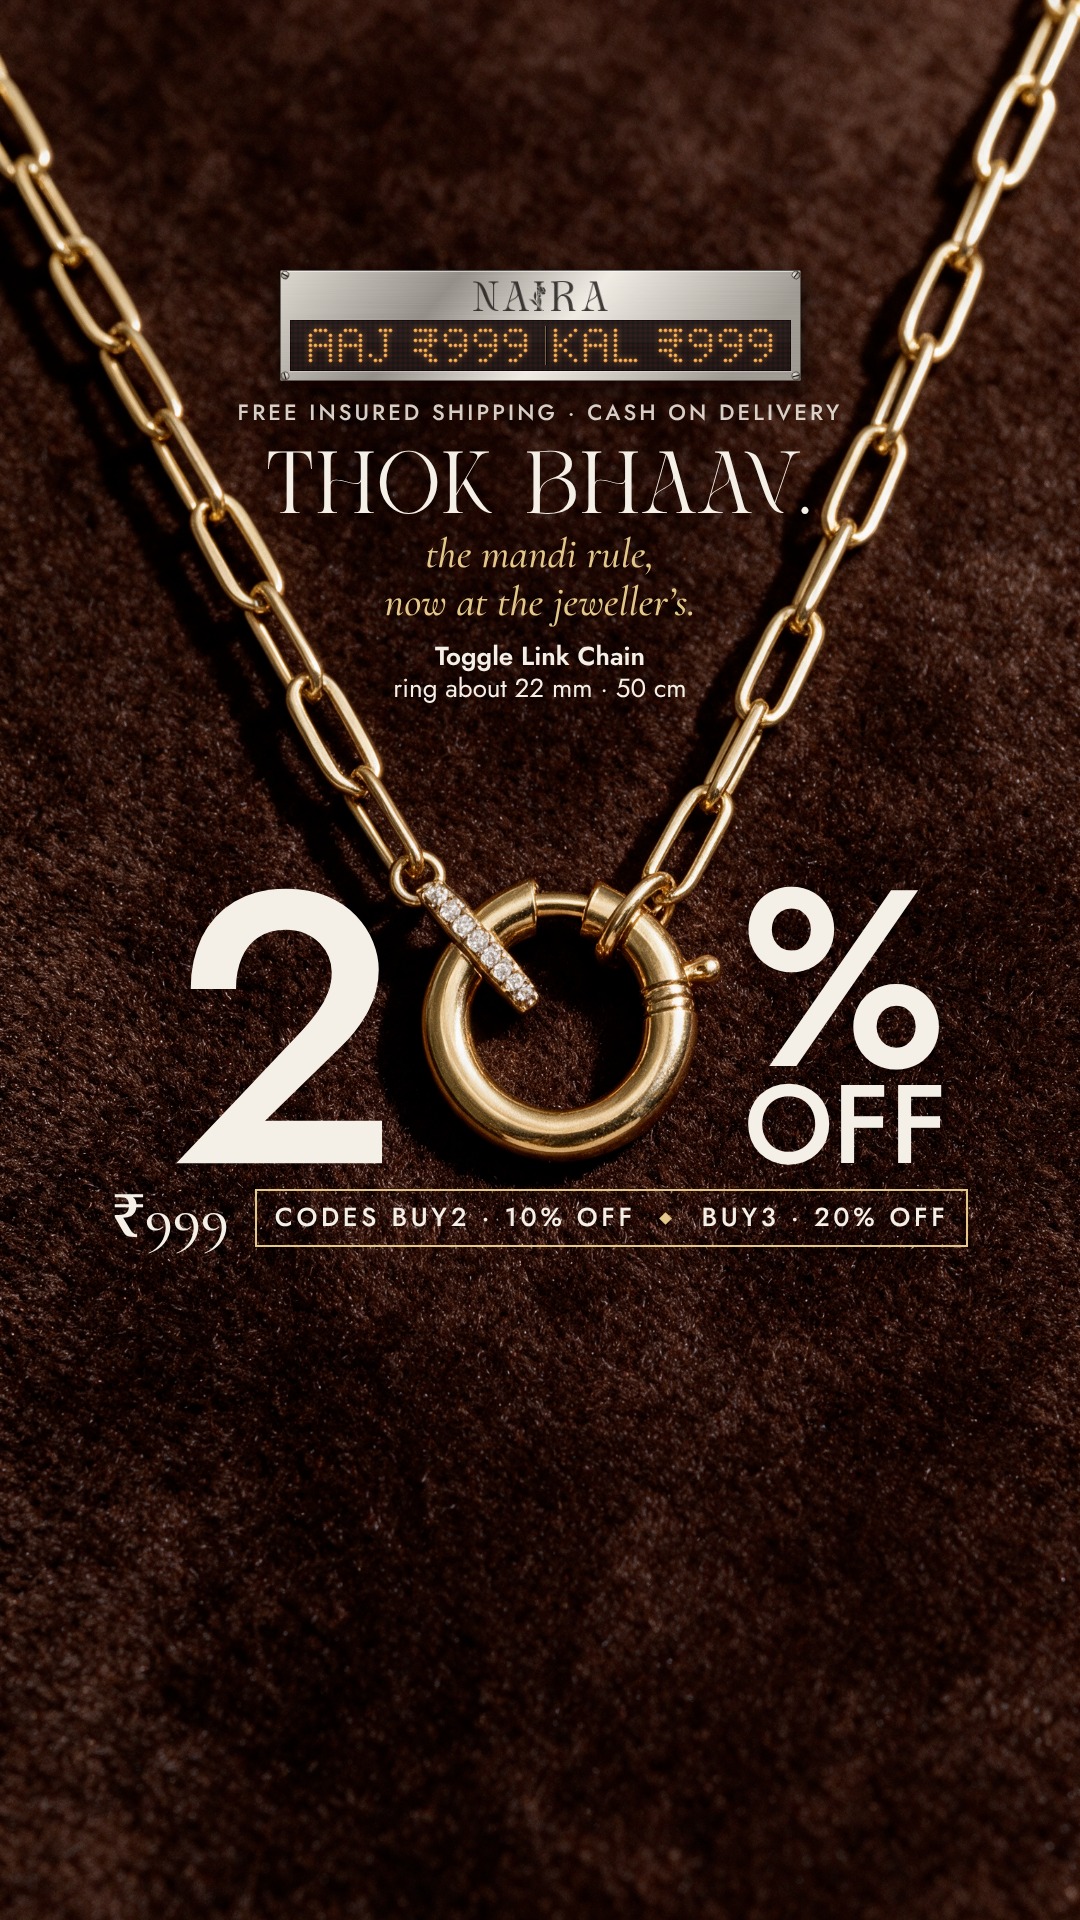 NAIRA
AAJ ₹999 KAL ₹999
FREE INSURED SHIPPING · CASH ON DELIVERY
THOK BHAAV.
the mandi rule,
now at the jeweller’s.
Toggle Link Chain
ring about 22 mm · 50 cm
2 %
OFF
₹999 CODES BUY2 · 10% OFF ◆ BUY3 · 20% OFF